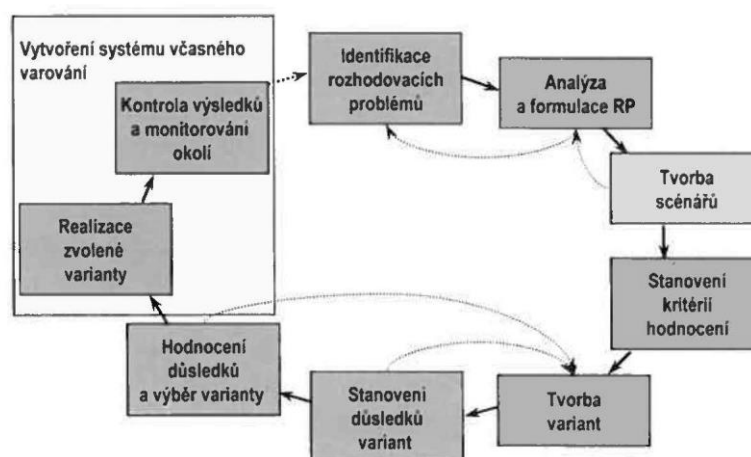 Vytvoření systému včasného
varování
Kontrola výsledků
a monitorování
okolí
Realizace
zvolené
varianty
Identifikace
rozhodovacích
problémů
Analýza
a formulace RP
Tvorba
scénářů
Stanovení
kritérií
hodnocení
Tvorba
variant
Stanovení
důsledků
variant
Hodnocení
důsledků
a výběr varianty